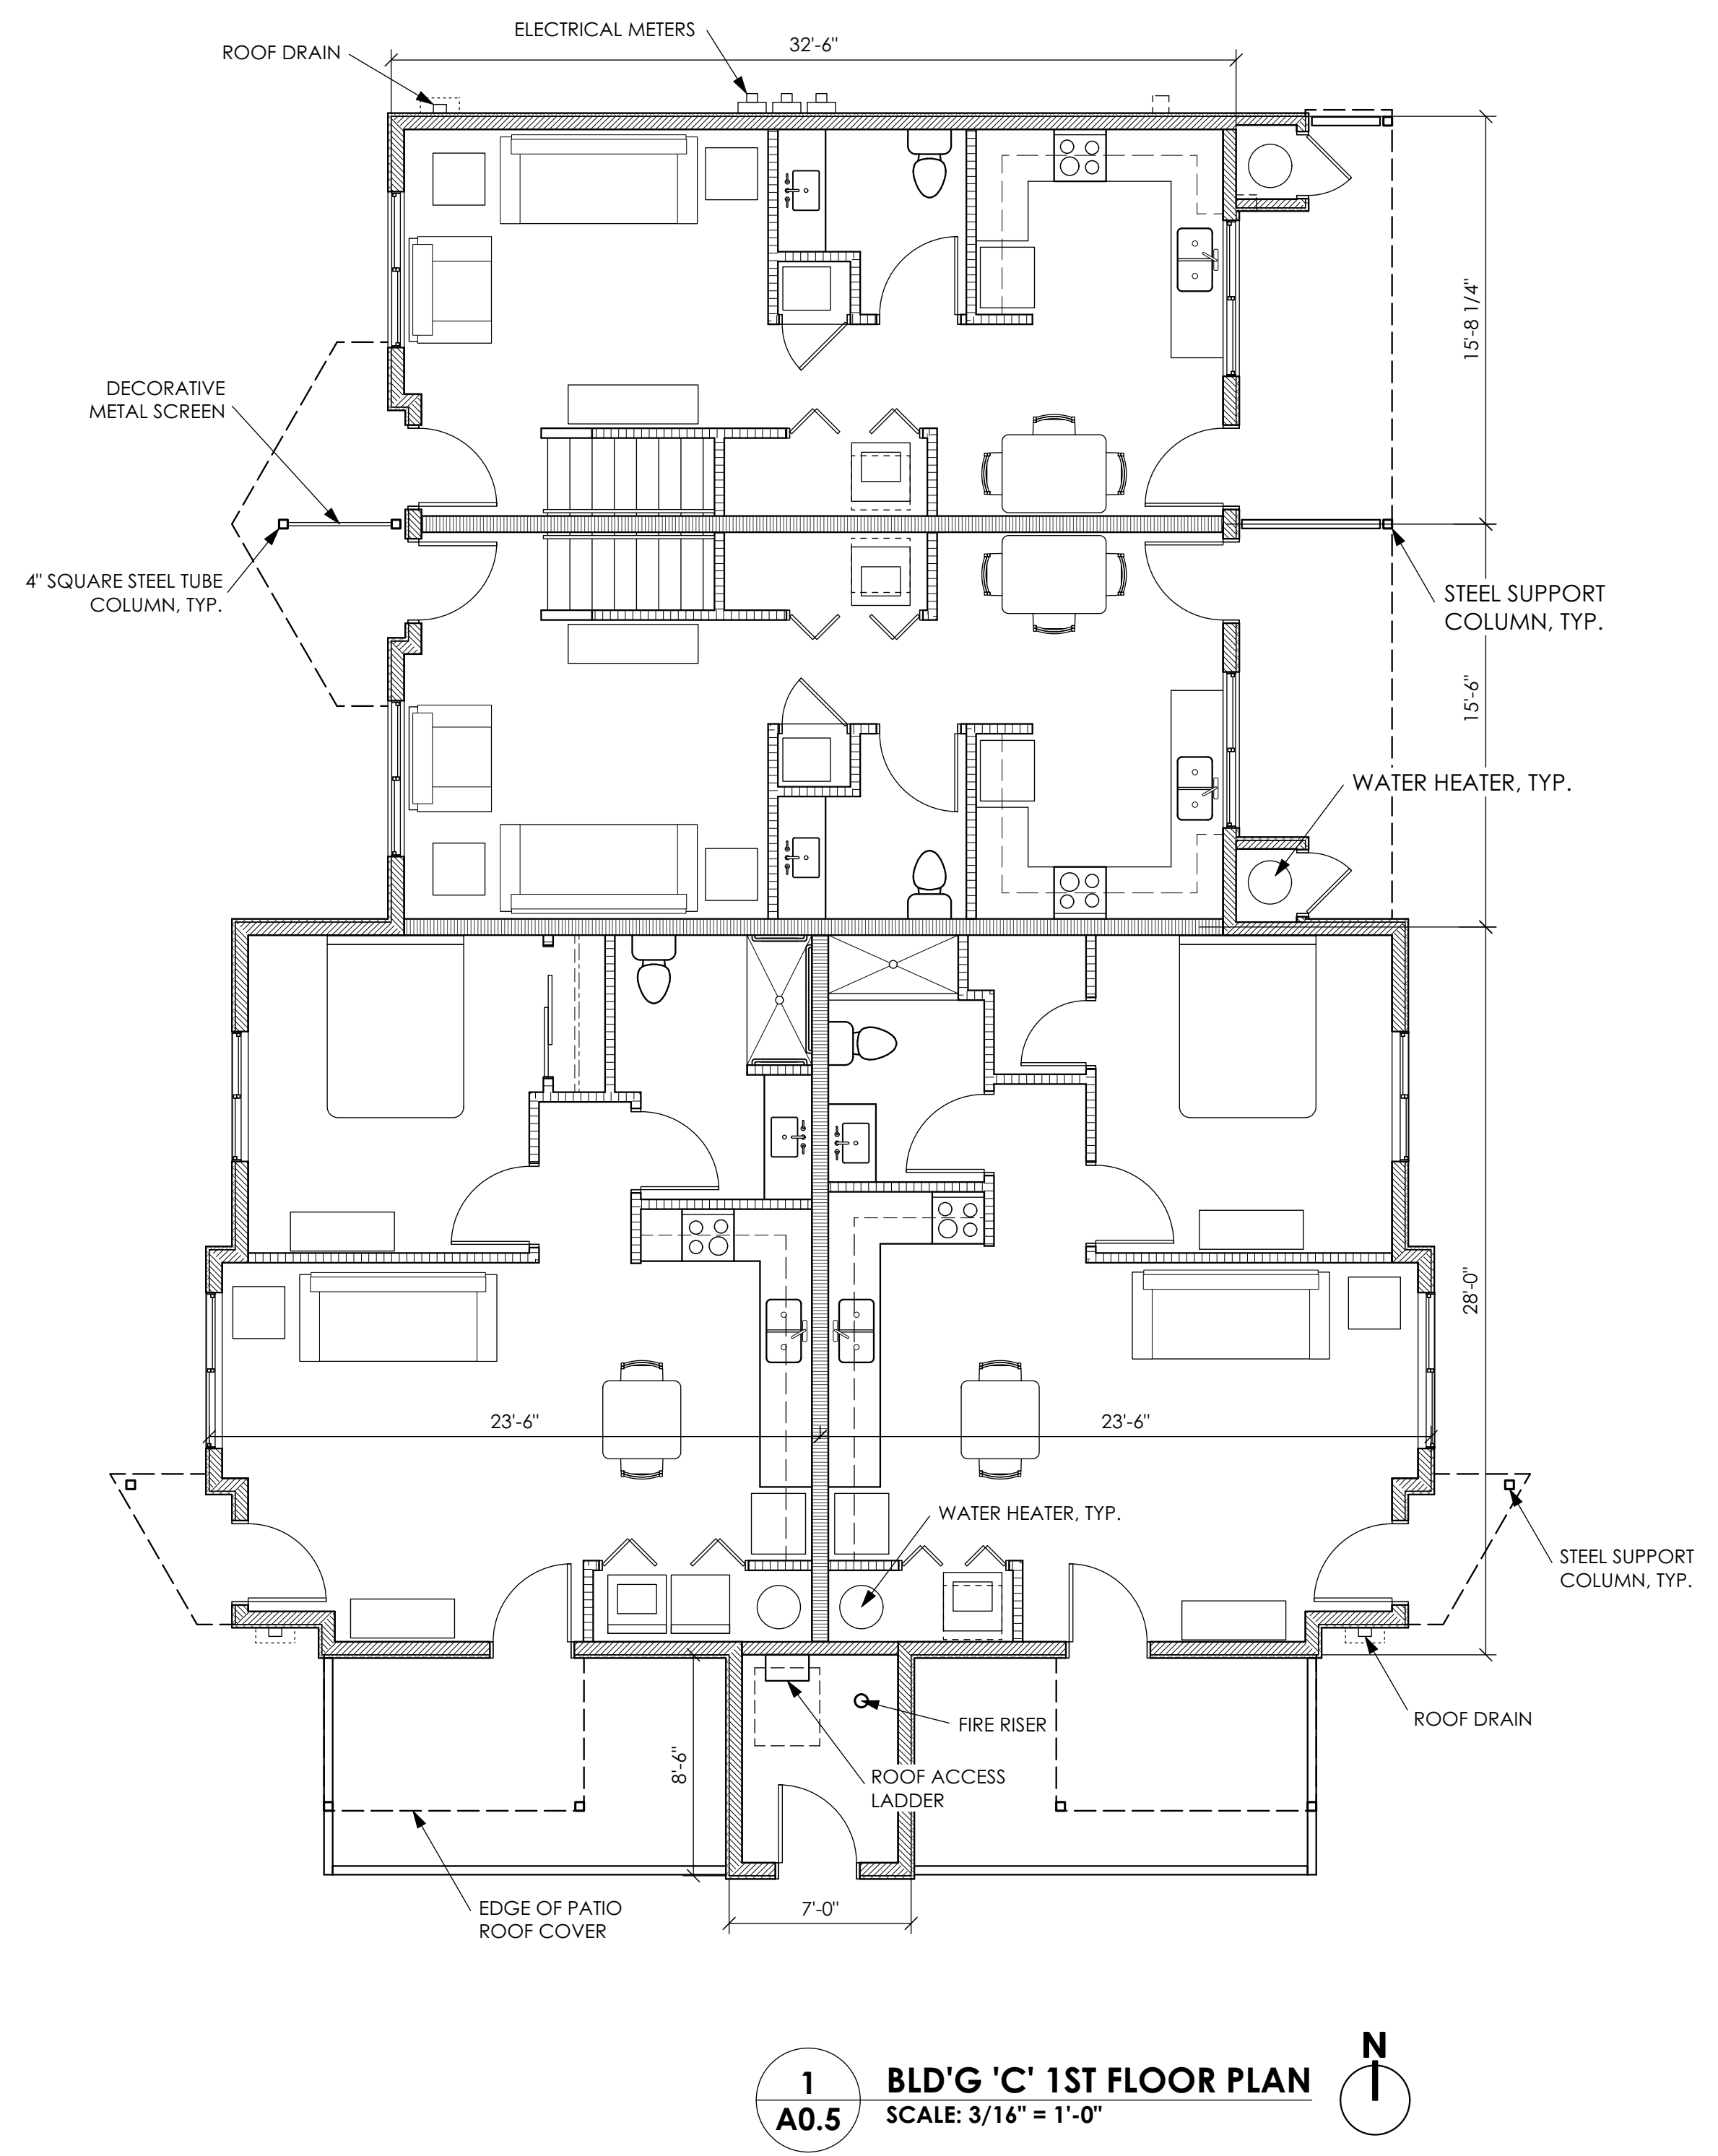 ELECTRICAL METERS
ROOF DRAIN
32'-6"
15'-8 1/4"
DECORATIVE
METAL SCREEN
4" SQUARE STEEL TUBE
COLUMN, TYP.
STEEL SUPPORT
COLUMN, TYP.
15'-6"
WATER HEATER, TYP.
28'-0"
23'-6"
23'-6"
WATER HEATER, TYP.
STEEL SUPPORT
COLUMN, TYP.
ROOF DRAIN
FIRE RISER
8'-6"
ROOF ACCESS
LADDER
EDGE OF PATIO
ROOF COVER
7'-0"
N
1
A0.5
BLD'G 'C' 1ST FLOOR PLAN
SCALE: 3/16" = 1'-0"